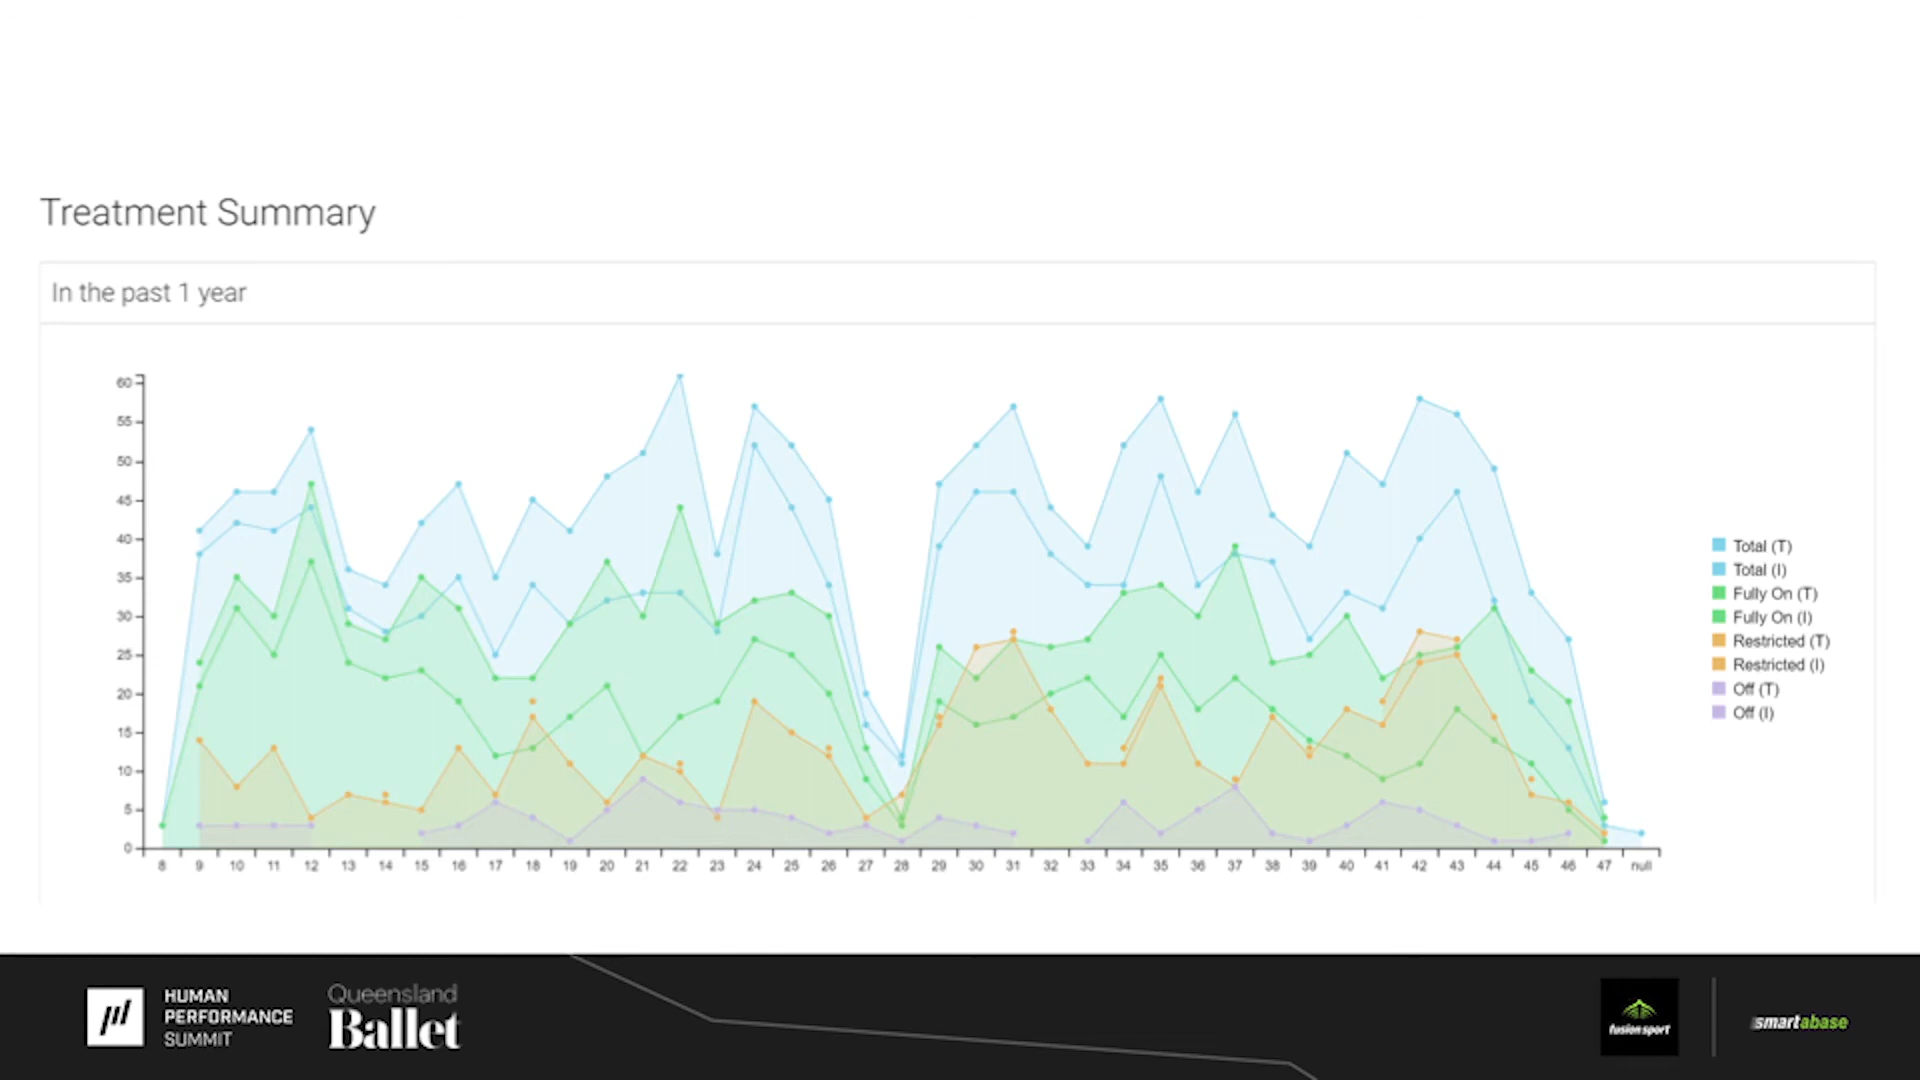 Treatment Summary
In the past 1 year
60
55
50
45
40
35
30
25
20
15
10
5
0
8 9 10 11 12 13 14 15 16 17 18 19 20 21 22 23 24 25 26 27 28 29 30 31 32 33 34 35 36 37 38 39 40 41 42 43 44 45 46 47 null
Total (T)
Total (I)
Fully On (T)
Fully On (I)
Restricted (T)
Restricted (I)
Off (T)
Off (I)
HUMAN
PERFORMANCE
SUMMIT
Queensland
Ballet
fusion sport
smartabase